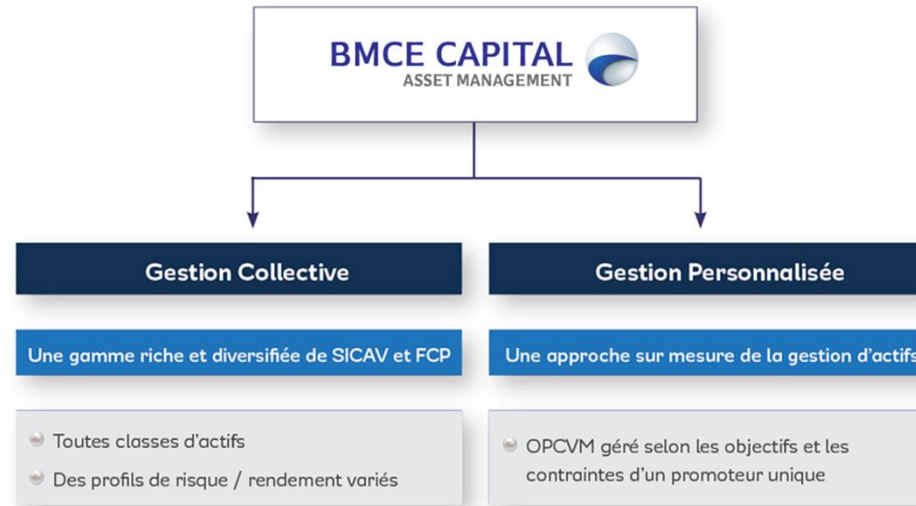 BMCE CAPITAL
ASSET MANAGEMENT
Gestion Collective
Une gamme riche et diversifiée de SICAV et FCP
Toutes classes d'actifs
Des profils de risque / rendement variés
Gestion Personnalisée
Une approche sur mesure de la gestion d'actifs
OPCVM géré selon les objectifs et les
contraintes d'un promoteur unique